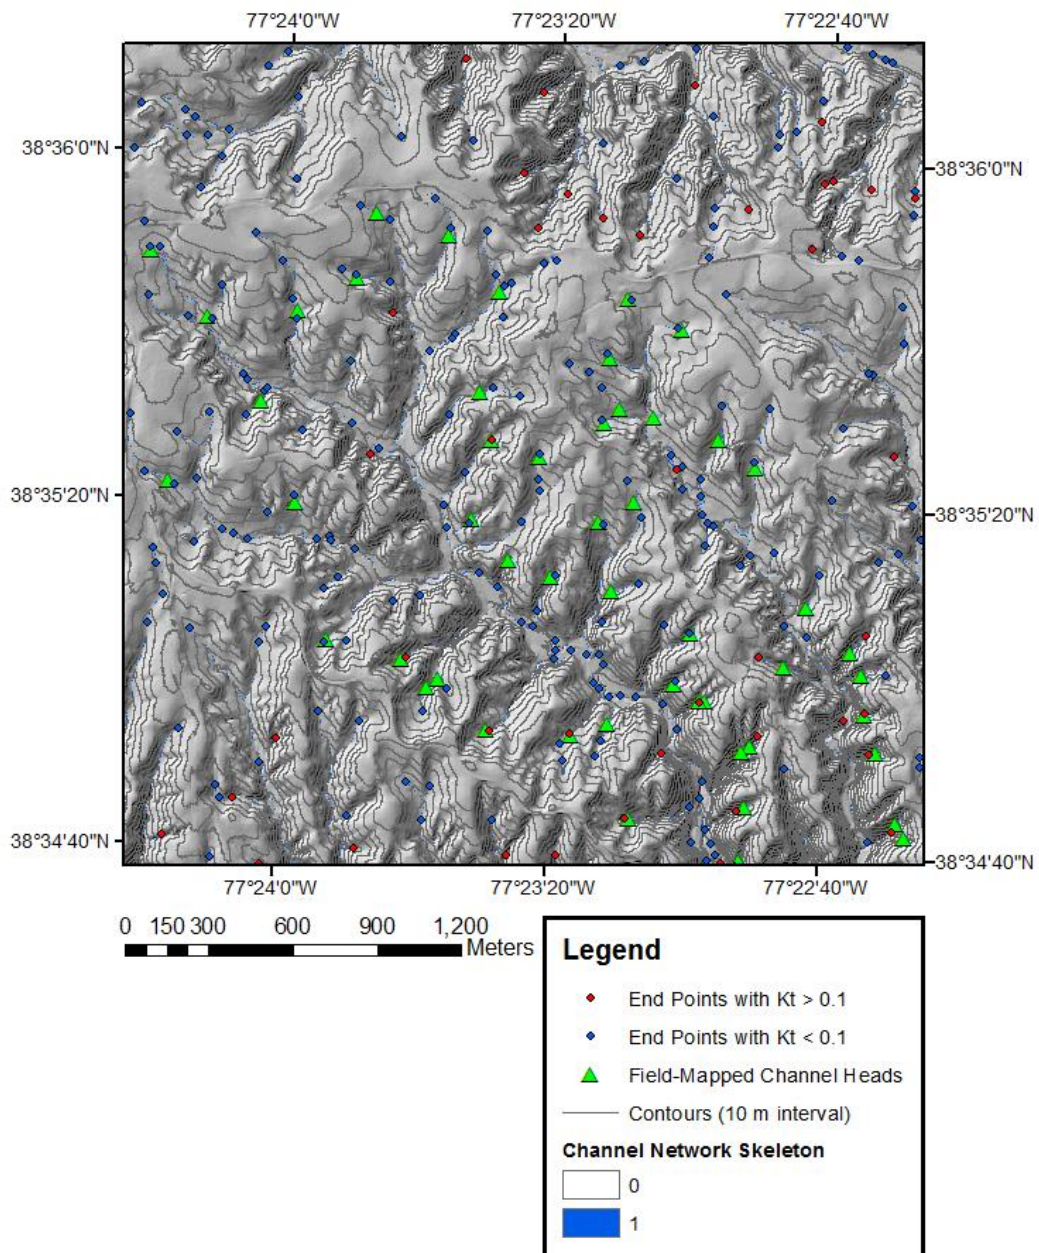 77°24'0"W 77°23'20"W 77°22'40"W
38°36'0"N
38°36'0"N
38°35'20"N
38°35'20"N
38°34'40"N
38°34'40"N
77°24'0"W 77°23'20"W 77°22'40"W
0 150 300 600 900 1,200
Meters
Legend
End Points with Kt > 0.1
End Points with Kt < 0.1
Field-Mapped Channel Heads
Contours (10 m interval)
Channel Network Skeleton
0
1